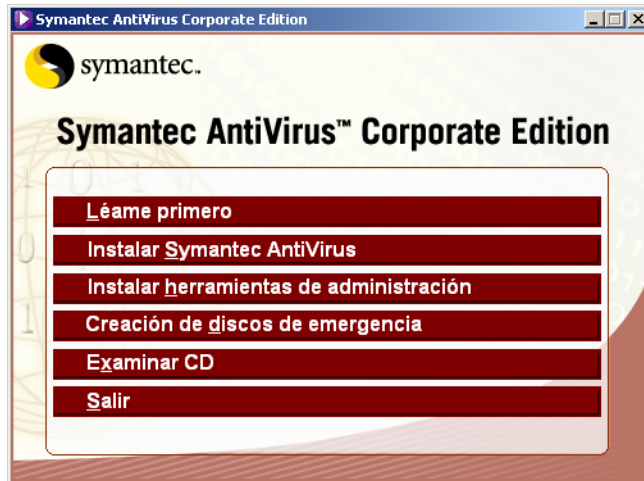 Symantec AntiVirus Corporate Edition
symantec™
Symantec AntiVirus™ Corporate Edition
Léame primero
Instalar Symantec AntiVirus
Instalar herramientas de administración
Creación de discos de emergencia
Examinar CD
Salir